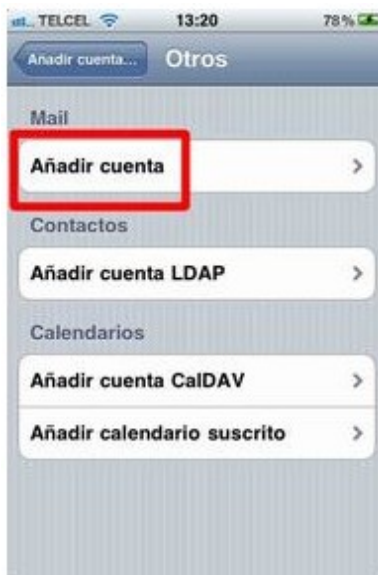 TELCEL 13:20 78%
Añadir cuenta... Otros
Mail
Añadir cuenta
Contactos
Añadir cuenta LDAP
Calendarios
Añadir cuenta CalDAV
Añadir calendario suscrito